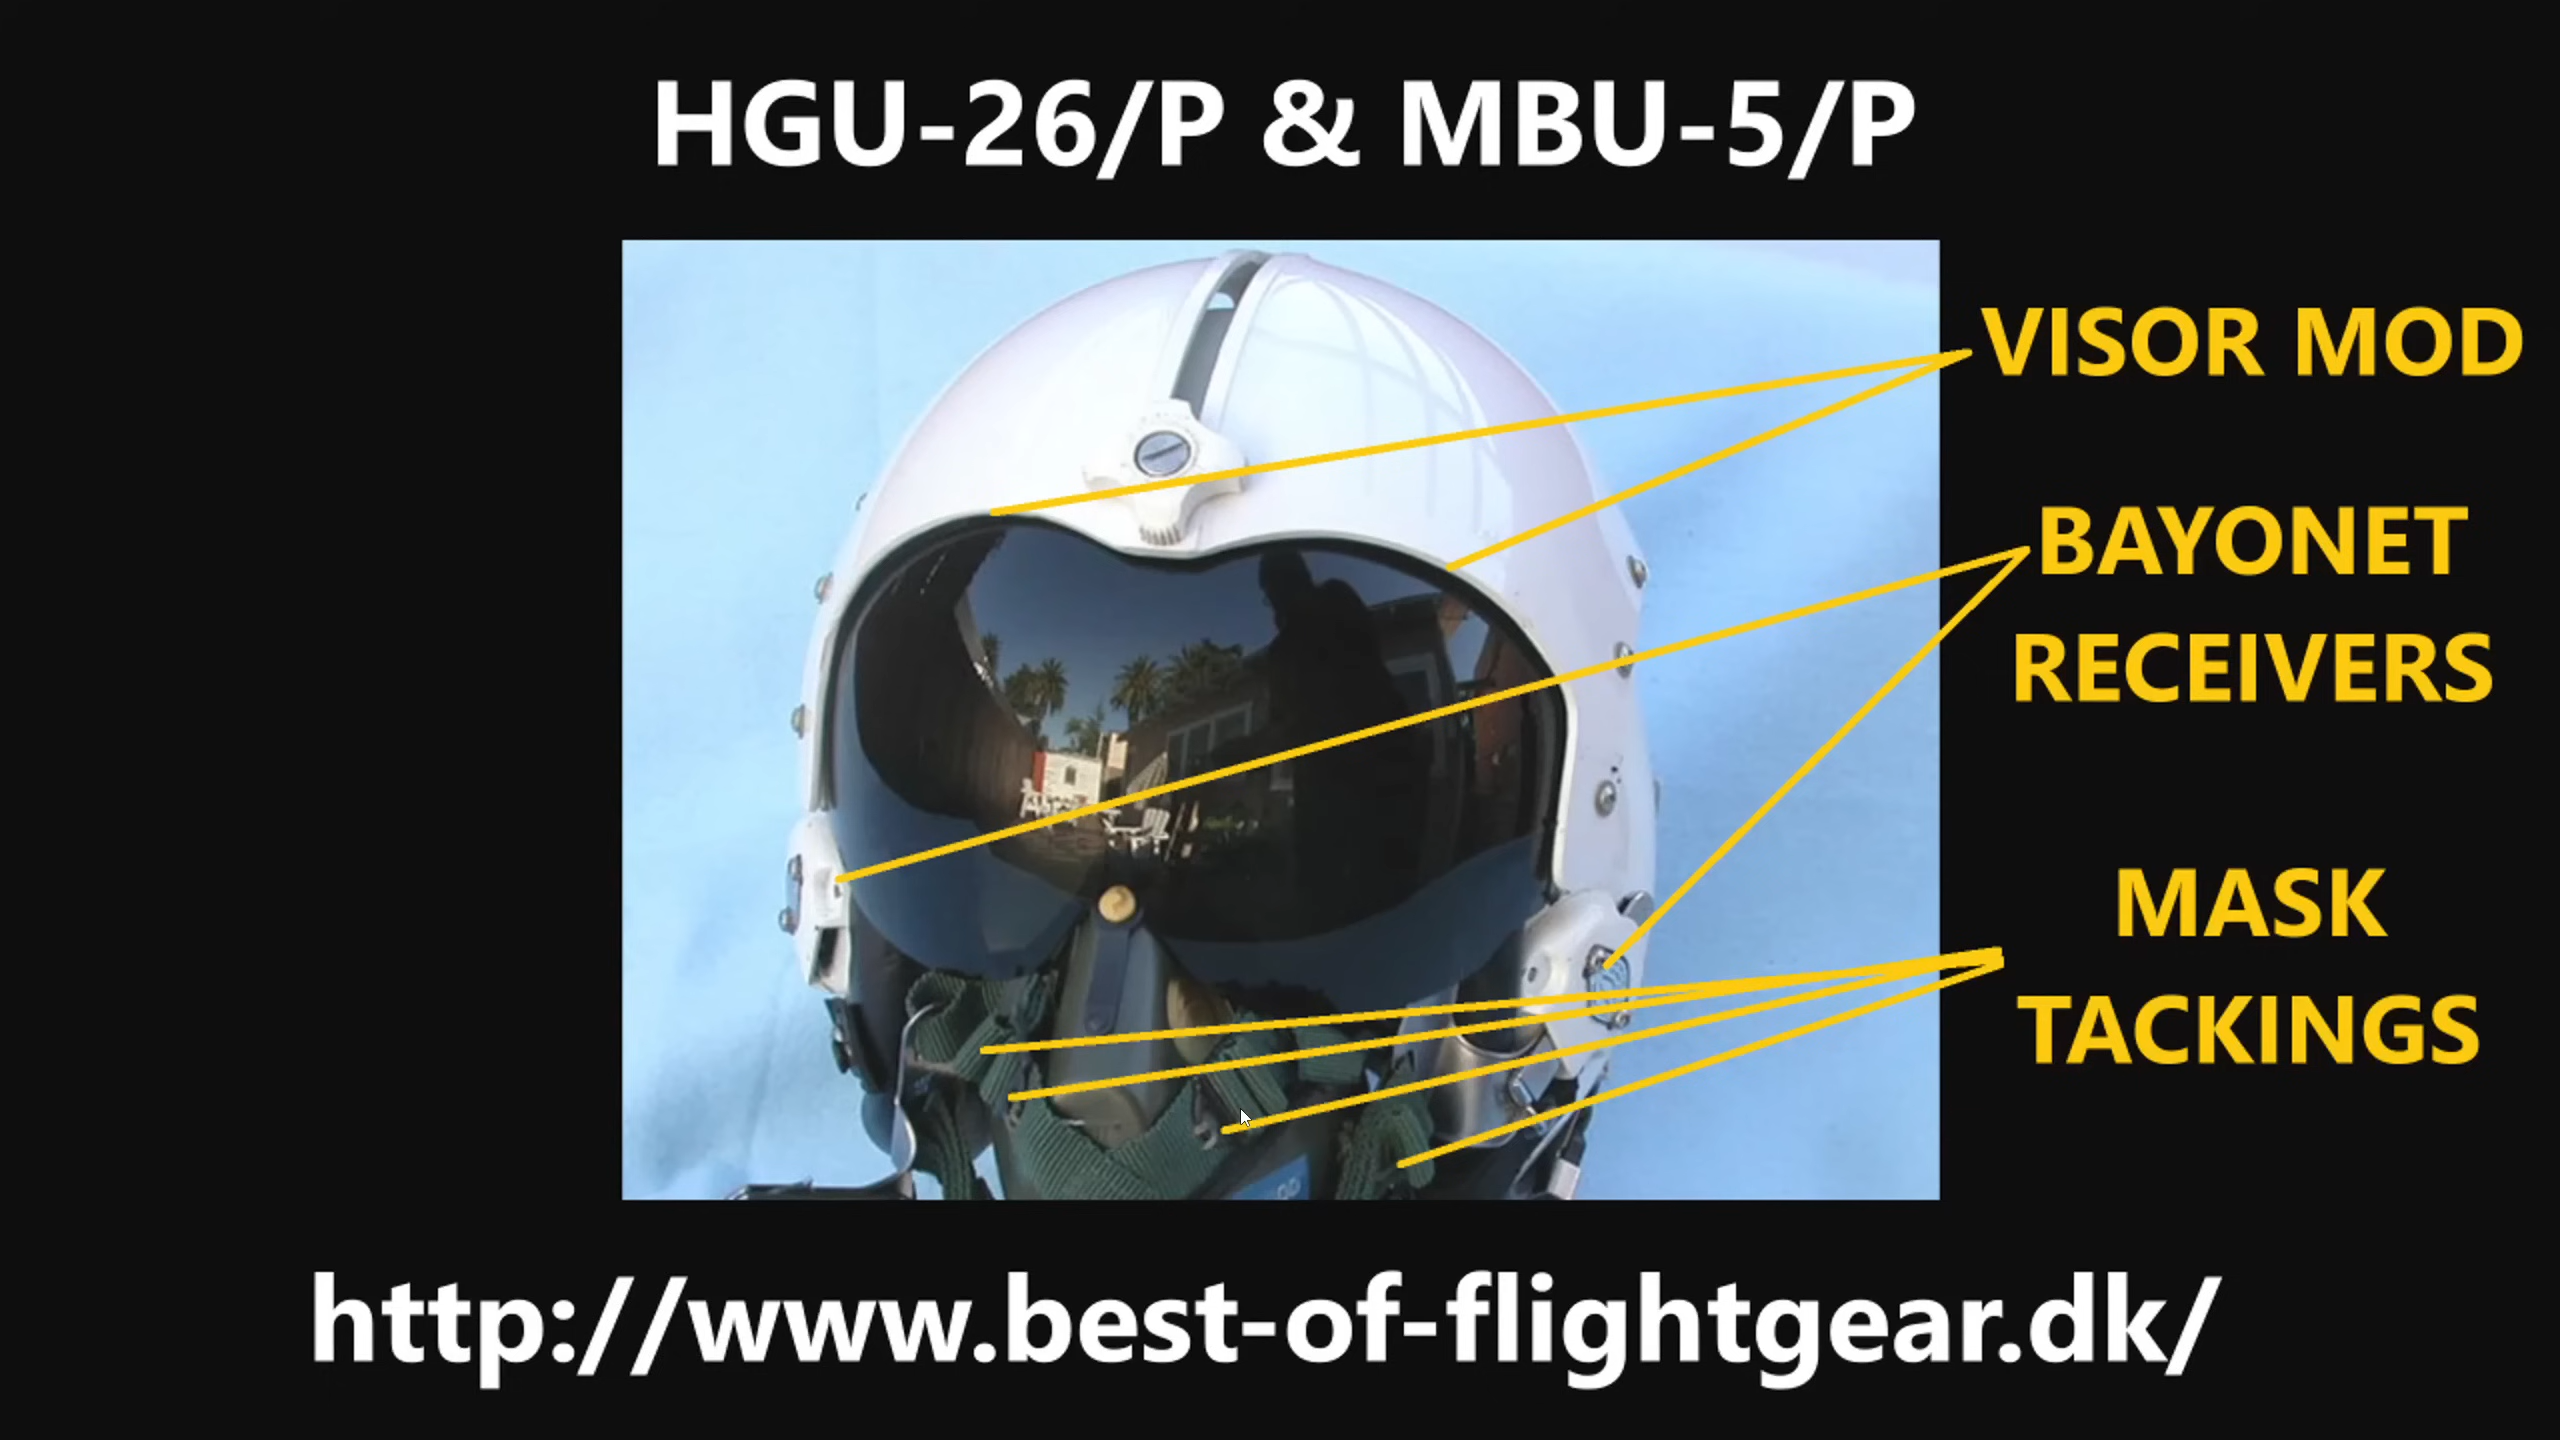 HGU-26/P & MBU-5/P
VISOR MOD
BAYONET
RECEIVERS
MASK
TACKINGS
http://www.best-of-flightgear.dk/